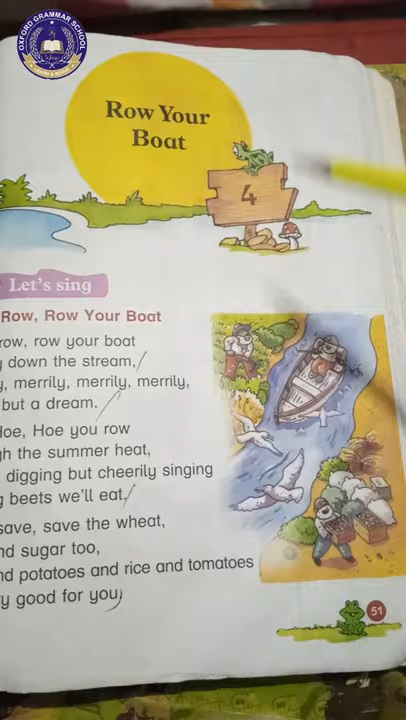 OXFORD GRAMMAR SCHOOL
Row Your
Boat
4
Let's sing
Row, Row Your Boat
row, row your boat
down the stream,
merrily, merrily, merrily,
but a dream.
Hoe, Hoe you row
the summer heat,
digging but cheerily singing
beets we'll eat,
save, save the wheat,
sugar too,
potatoes and rice and tomatoes
good for you
51